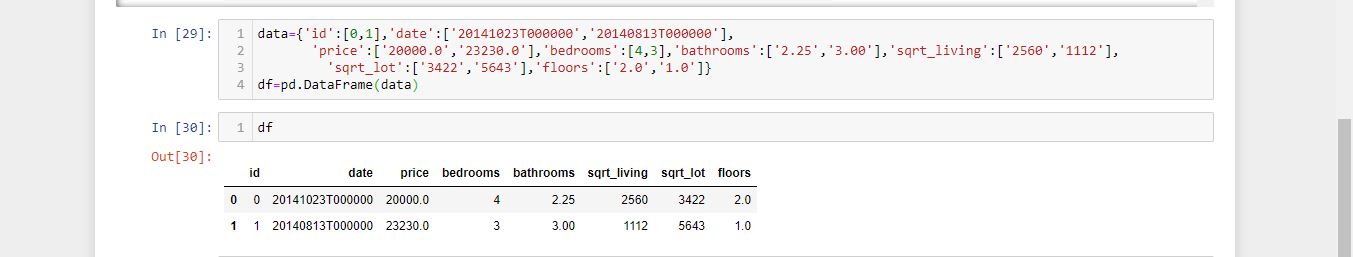 In [29]:
1 data={'id':[0,1],'date':['20141023T000000','20140813T000000'],
2 'price':['20000.0','23230.0'],'bedrooms':[4,3],'bathrooms':['2.25','3.00'],'sqrt_living':['2560','1112'],
3 'sqrt_lot':['3422','5643'],'floors':['2.0','1.0']}
4 df=pd.DataFrame(data)
In [30]:
1 df
Out[30]:
id date price bedrooms bathrooms sqrt_living sqrt_lot floors
0 0 20141023T000000 20000.0 4 2.25 2560 3422 2.0
1 1 20140813T000000 23230.0 3 3.00 1112 5643 1.0